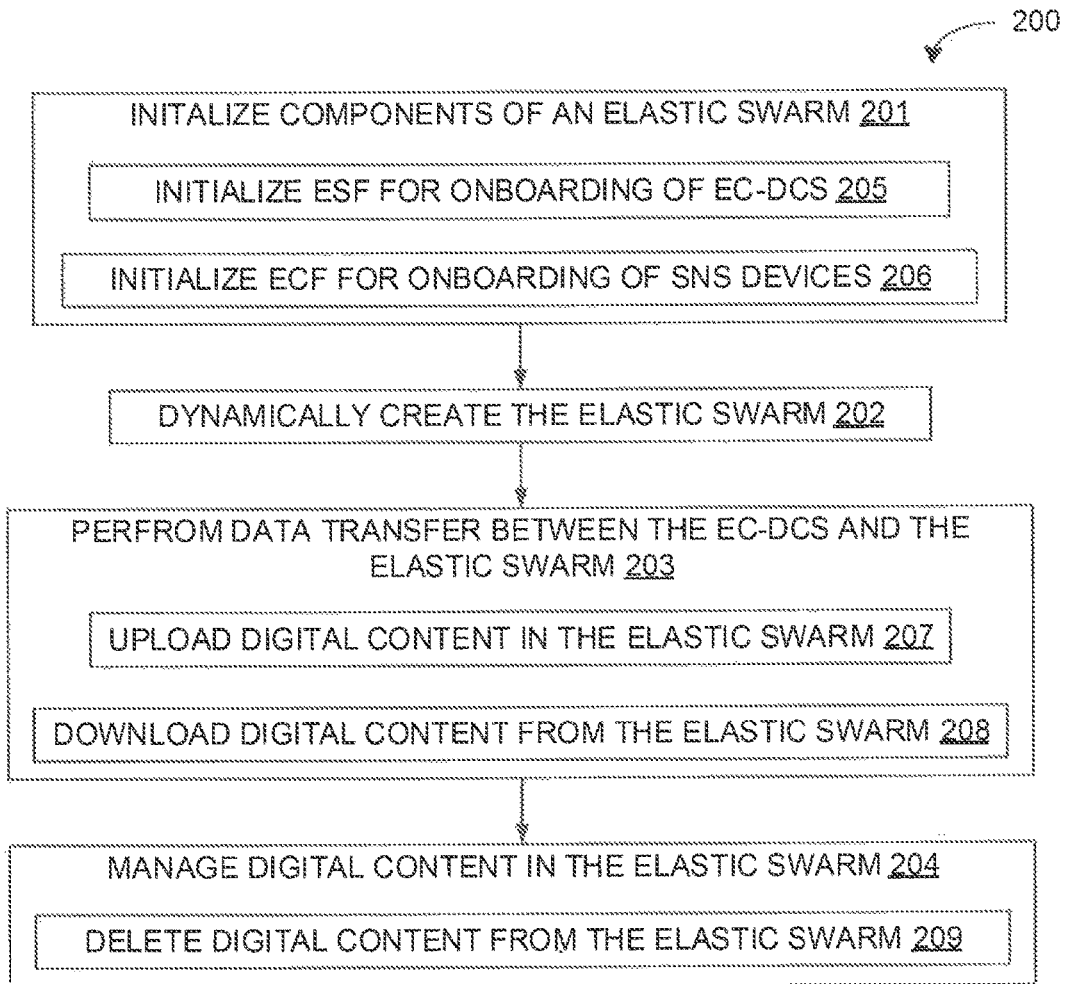 200
INITALIZE COMPONENTS OF AN ELASTIC SWARM 201
INITIALIZE ESF FOR ONBOARDING OF EC-DCS 205
INITIALIZE ECF FOR ONBOARDING OF SNS DEVICES 206
DYNAMICALLY CREATE THE ELASTIC SWARM 202
PERFROM DATA TRANSFER BETWEEN THE EC-DCS AND THE
ELASTIC SWARM 203
UPLOAD DIGITAL CONTENT IN THE ELASTIC SWARM 207
DOWNLOAD DIGITAL CONTENT FROM THE ELASTIC SWARM 208
MANAGE DIGITAL CONTENT IN THE ELASTIC SWARM 204
DELETE DIGITAL CONTENT FROM THE ELASTIC SWARM 209